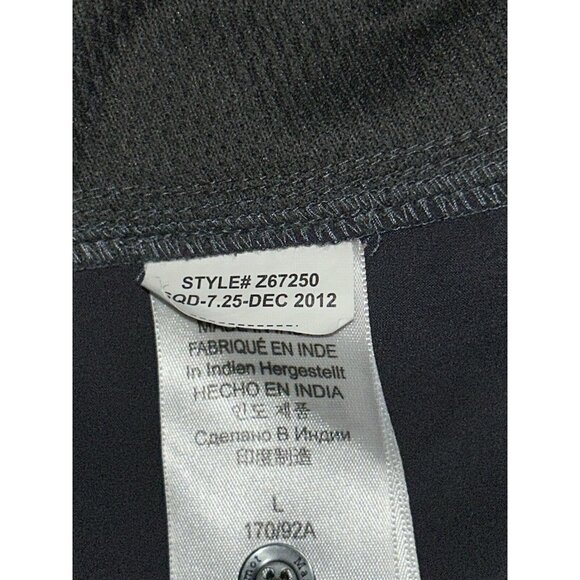 STYLE# Z67250
-7.25-DEC 2012
FABRIQUÉ EN INDE
In Indien Hergestellt
HECHO EN INDIA
인도 제품
Сделано В Индии
印度制造
L
170/92A